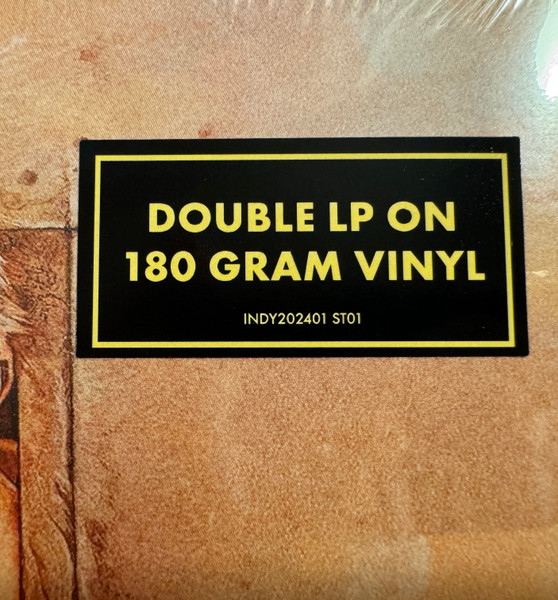 DOUBLE LP ON
180 GRAM VINYL
INDY202401 ST01